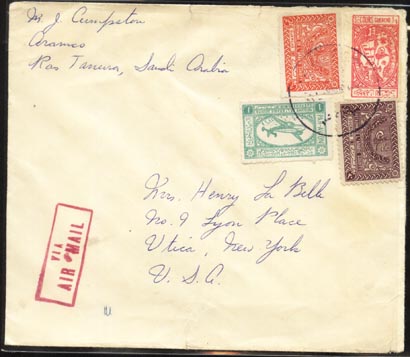 M. J. Cumpston
Aramco
Ras Tanura, Saudi Arabia
Mrs. Henry La Belle
No. 9 Lyon Place
Utica, New York
U. S. A.
VIA
AIR MAIL